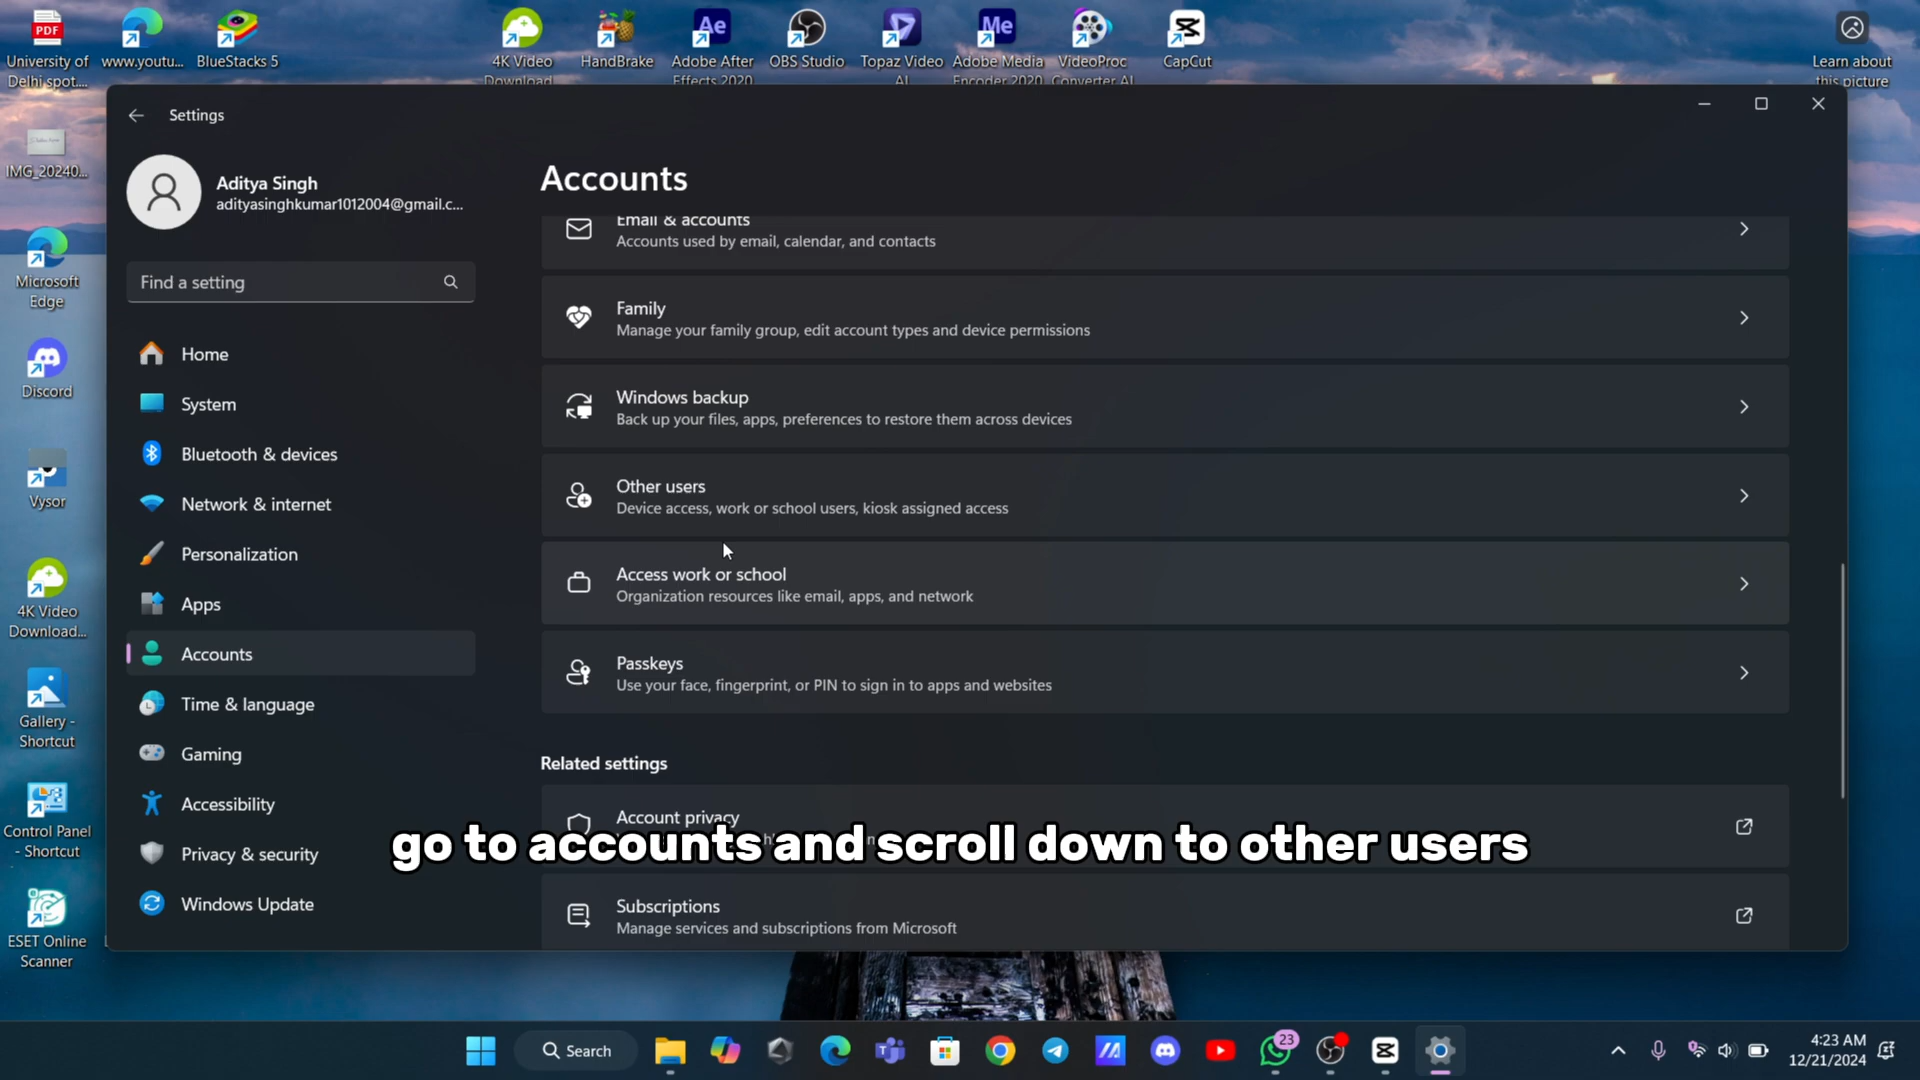 PDF
University of
Delhi spot....
www.youtu...
BlueStacks 5
4K Video
Download
HandBrake
Ae
Adobe After
Effects 2020
OBS Studio
Topaz Video
AI
Me
Adobe Media
Encoder 2020
VideoProc
Converter AI
CapCut
Learn about
this picture
IMG_20240...
Microsoft
Edge
Discord
Vysor
4K Video
Download...
Gallery -
Shortcut
Control Panel
- Shortcut
ESET Online
Scanner
Settings
Aditya Singh
adityasinghkumar1012004@gmail.c...
Find a setting
Home
System
Bluetooth & devices
Network & internet
Personalization
Apps
Accounts
Time & language
Gaming
Accessibility
Privacy & security
Windows Update
Accounts
Email & accounts
Accounts used by email, calendar, and contacts
Family
Manage your family group, edit account types and device permissions
Windows backup
Back up your files, apps, preferences to restore them across devices
Other users
Device access, work or school users, kiosk assigned access
Access work or school
Organization resources like email, apps, and network
Passkeys
Use your face, fingerprint, or PIN to sign in to apps and websites
Related settings
Account privacy
go to accounts and scroll down to other users
Subscriptions
Manage services and subscriptions from Microsoft
Search
23
4:23 AM
12/21/2024